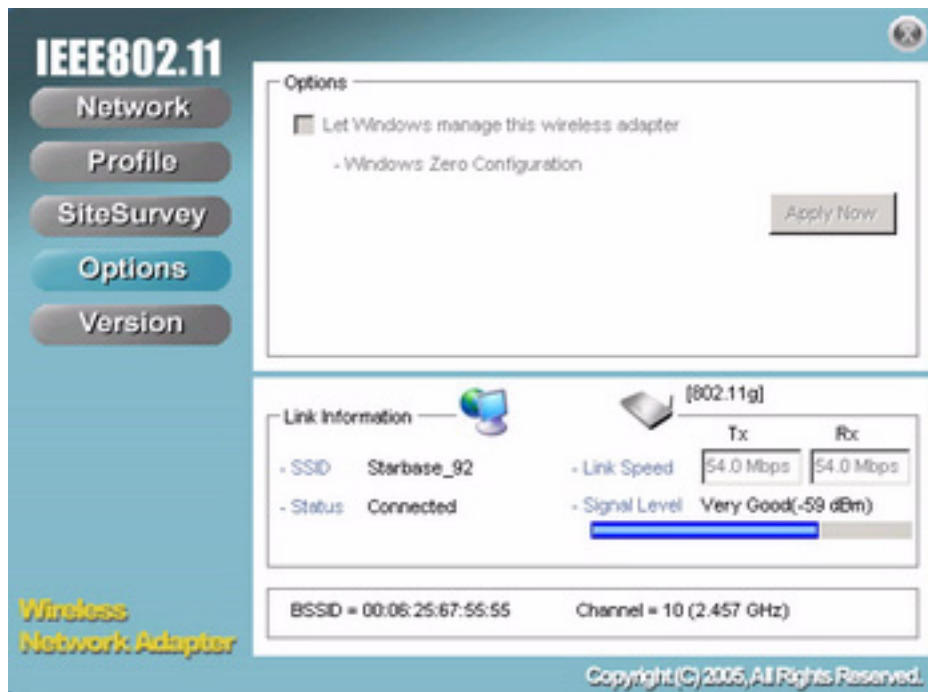 IEEE802.11
Network
Profile
SiteSurvey
Options
Version
Wireless
Network Adapter
Options
Let Windows manage this wireless adapter
- Windows Zero Configuration
Apply Now
Link Information
[802.11g]
Tx Rx
- SSID Starbase_92
- Link Speed 54.0 Mbps 54.0 Mbps
- Status Connected
- Signal Level Very Good(-59 dBm)
BSSID = 00:06:25:67:55:55 Channel = 10 (2.457 GHz)
Copyright (C) 2005, All Rights Reserved.